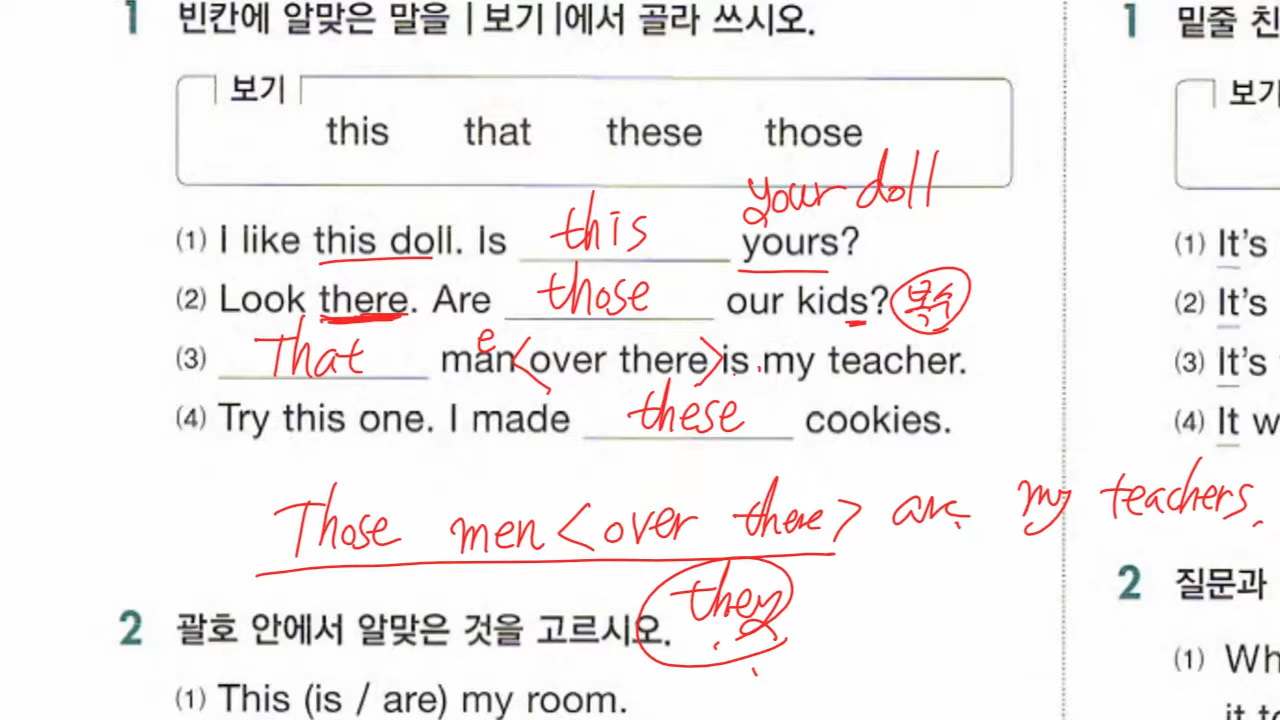 1 빈칸에 알맞은 말을 |보기|에서 골라 쓰시오.
보기
this that these those
your doll
(1) I like this doll. Is this yours?
(2) Look there. Are those our kids? 복수
e
(3) That man <over there> is my teacher.
(4) Try this one. I made these cookies.
Those men <over there> are my teachers.
they
2 괄호 안에서 알맞은 것을 고르시오.
(1) This (is / are) my room.
1 밑줄 친
보기
(1) It's
(2) It's
(3) It's
(4) It w
2 질문과
(1) Wh
it to